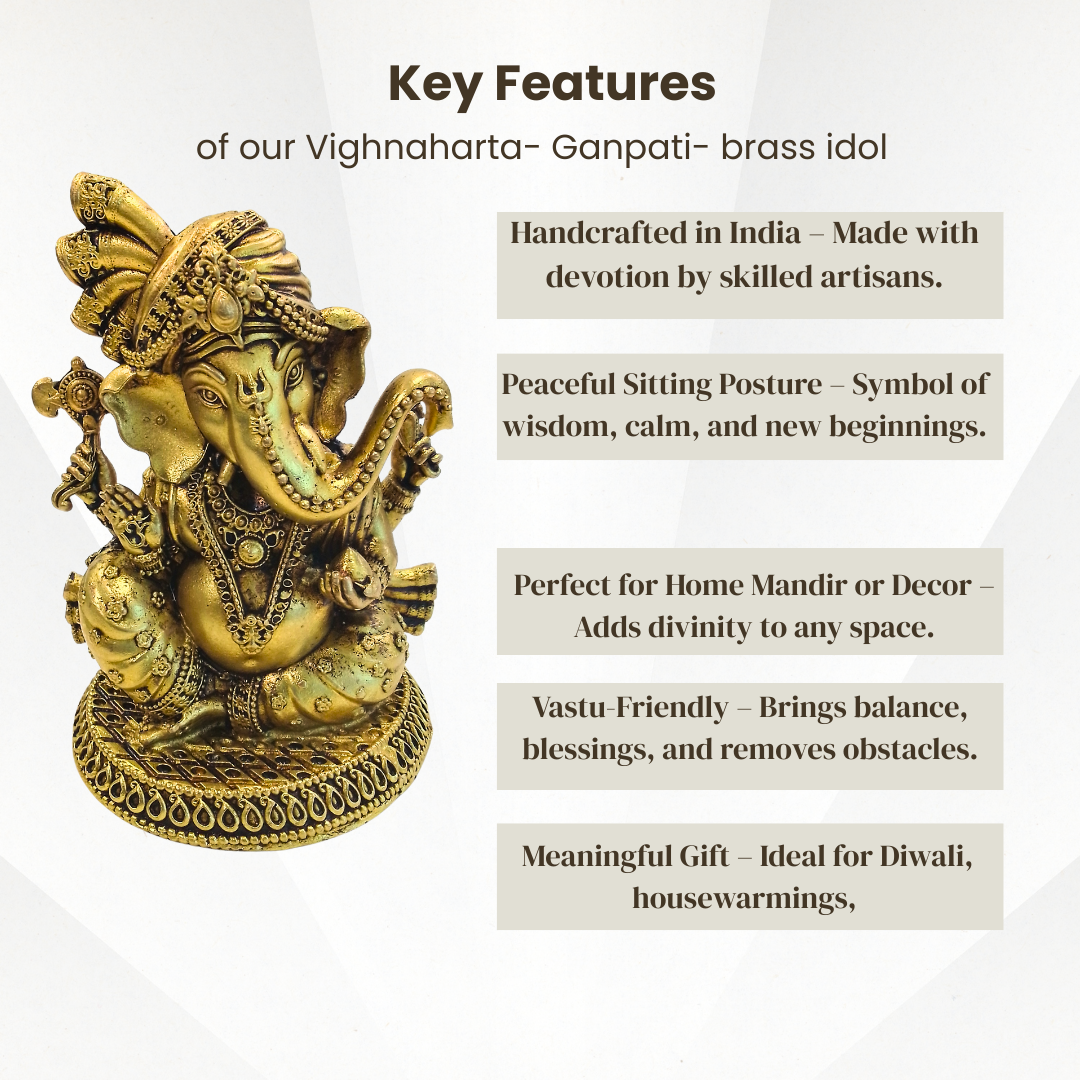 Key Features
of our Vighnaharta- Ganpati- brass idol
Handcrafted in India – Made with
devotion by skilled artisans.
Peaceful Sitting Posture – Symbol of
wisdom, calm, and new beginnings.
Perfect for Home Mandir or Decor –
Adds divinity to any space.
Vastu-Friendly – Brings balance,
blessings, and removes obstacles.
Meaningful Gift – Ideal for Diwali,
housewarmings,